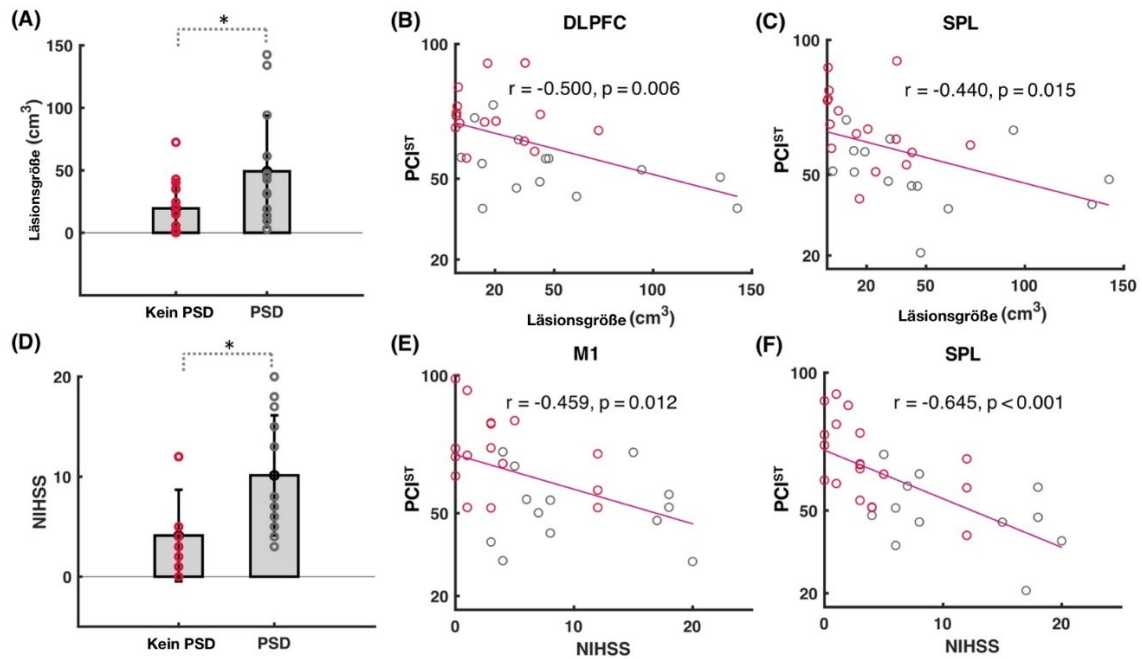 (A)
*
Läsionsgröße (cm³)
150
100
50
0
Kein PSD
PSD
(B)
DLPFC
PCIˢᵀ
100
50
20
r = -0.500, p = 0.006
20
50
100
150
Läsionsgröße (cm³)
(C)
SPL
PCIˢᵀ
100
50
20
r = -0.440, p = 0.015
20
50
100
150
Läsionsgröße (cm³)
(D)
*
NIHSS
20
10
0
Kein PSD
PSD
(E)
M1
PCIˢᵀ
100
50
20
r = -0.459, p = 0.012
0
10
20
NIHSS
(F)
SPL
PCIˢᵀ
100
50
20
r = -0.645, p < 0.001
0
10
20
NIHSS